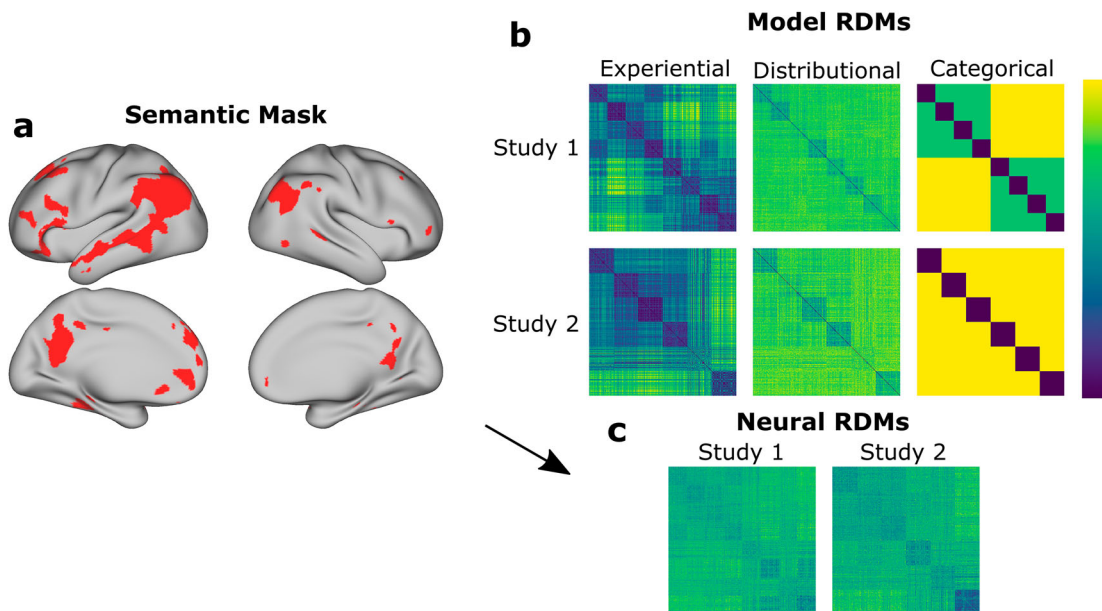 a
Semantic Mask
b
Model RDMs
Experiential
Distributional
Categorical
Study 1
Study 2
c
Neural RDMs
Study 1
Study 2